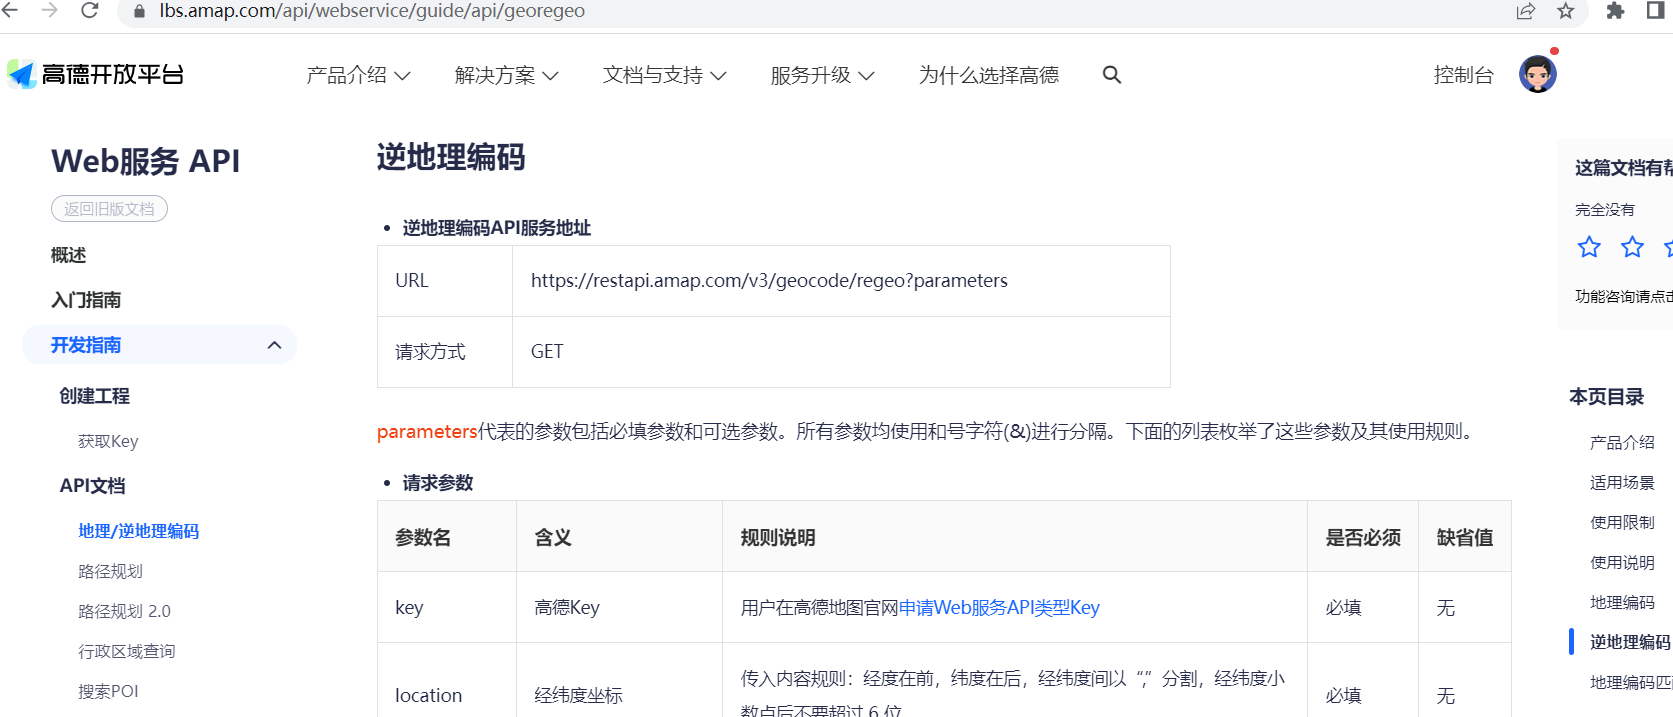 lbs.amap.com/api/webservice/guide/api/georegeo
高德开放平台
产品介绍
解决方案
文档与支持
服务升级
为什么选择高德
控制台
Web服务 API
返回旧版文档
概述
入门指南
开发指南
创建工程
获取Key
API文档
地理/逆地理编码
路径规划
路径规划 2.0
行政区域查询
搜索POI
逆地理编码
• 逆地理编码API服务地址
URL https://restapi.amap.com/v3/geocode/regeo?parameters
请求方式 GET
parameters代表的参数包括必填参数和可选参数。所有参数均使用和号字符(&)进行分隔。下面的列表枚举了这些参数及其使用规则。
• 请求参数
参数名 含义 规则说明 是否必须 缺省值
key 高德Key 用户在高德地图官网申请Web服务API类型Key 必填 无
location 经纬度坐标 传入内容规则：经度在前，纬度在后，经纬度间以“,”分割，经纬度小
数点后不要超过 6 位 必填 无
这篇文档有帮
完全没有
功能咨询请点击
本页目录
产品介绍
适用场景
使用限制
使用说明
地理编码
逆地理编码
地理编码匹